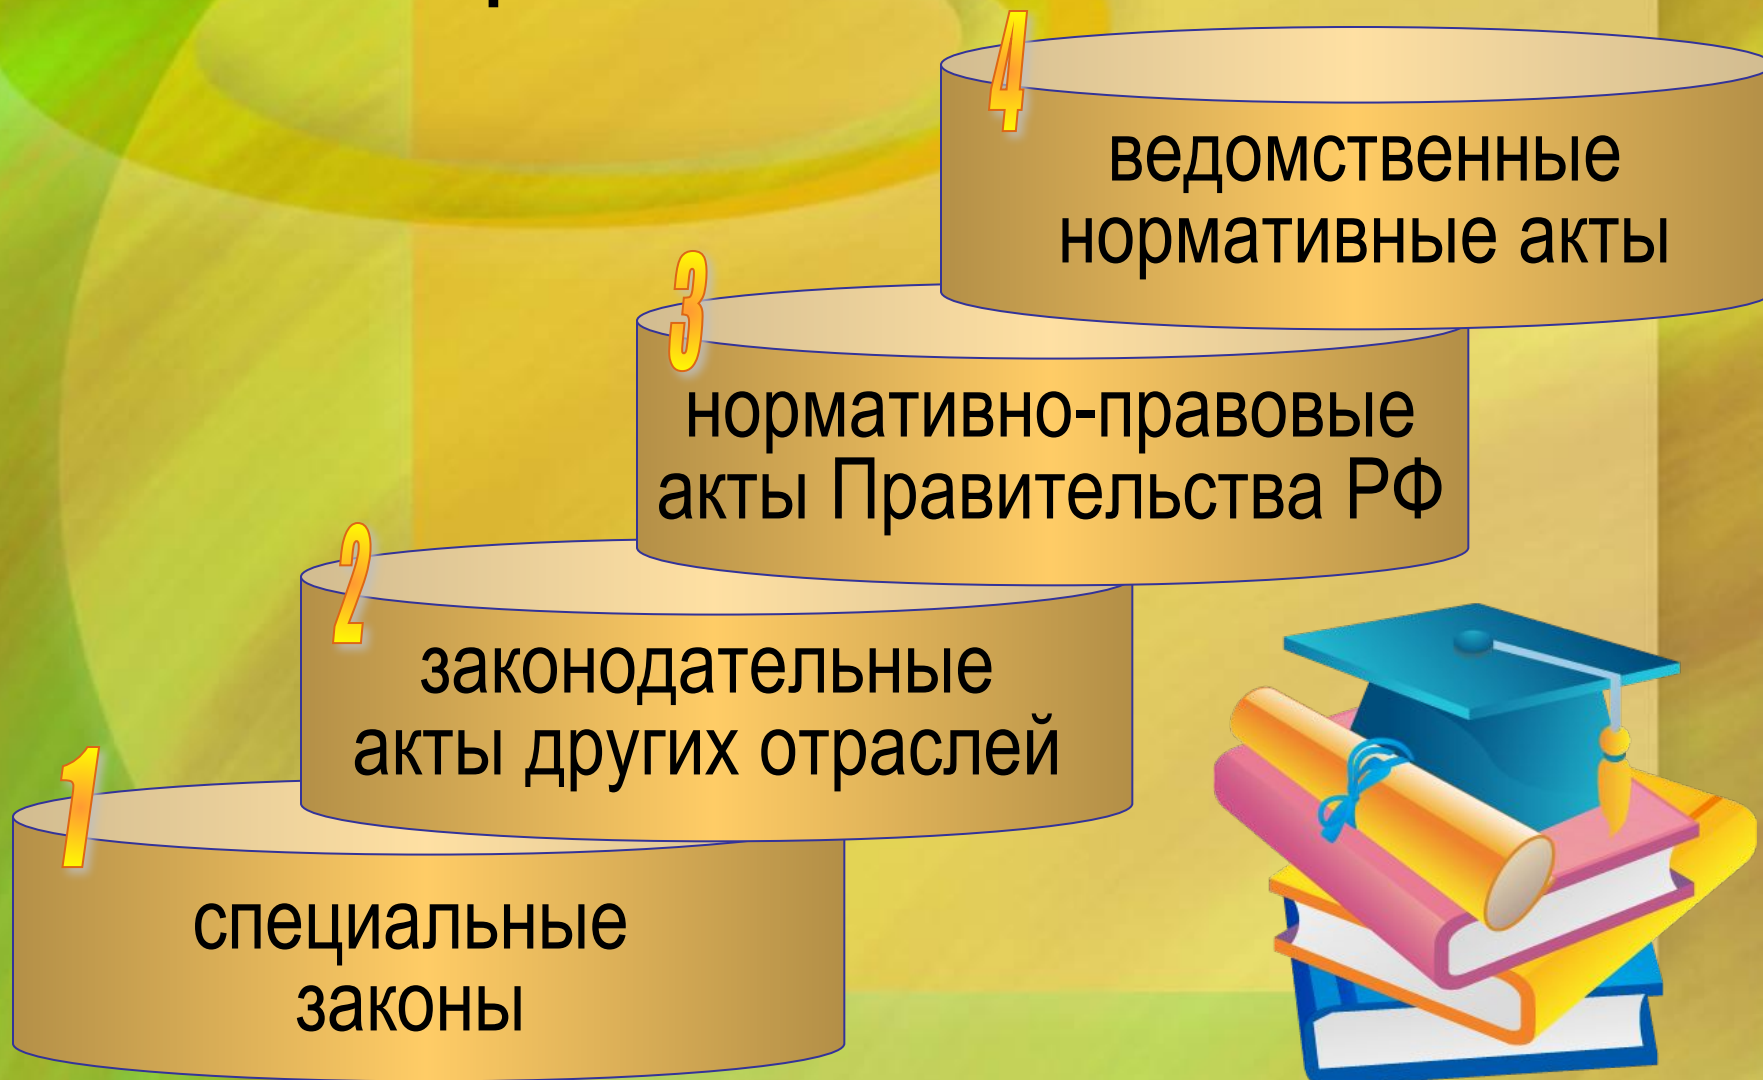 4
ведомственные
нормативные акты
3
нормативно-правовые
акты Правительства РФ
2
законодательные
акты других отраслей
1
специальные
законы